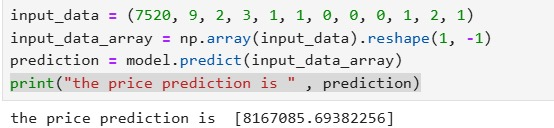 input_data = (7520, 9, 2, 3, 1, 1, 0, 0, 0, 1, 2, 1)
input_data_array = np.array(input_data).reshape(1, -1)
prediction = model.predict(input_data_array)
print("the price prediction is " , prediction)
the price prediction is  [8167085.69382256]